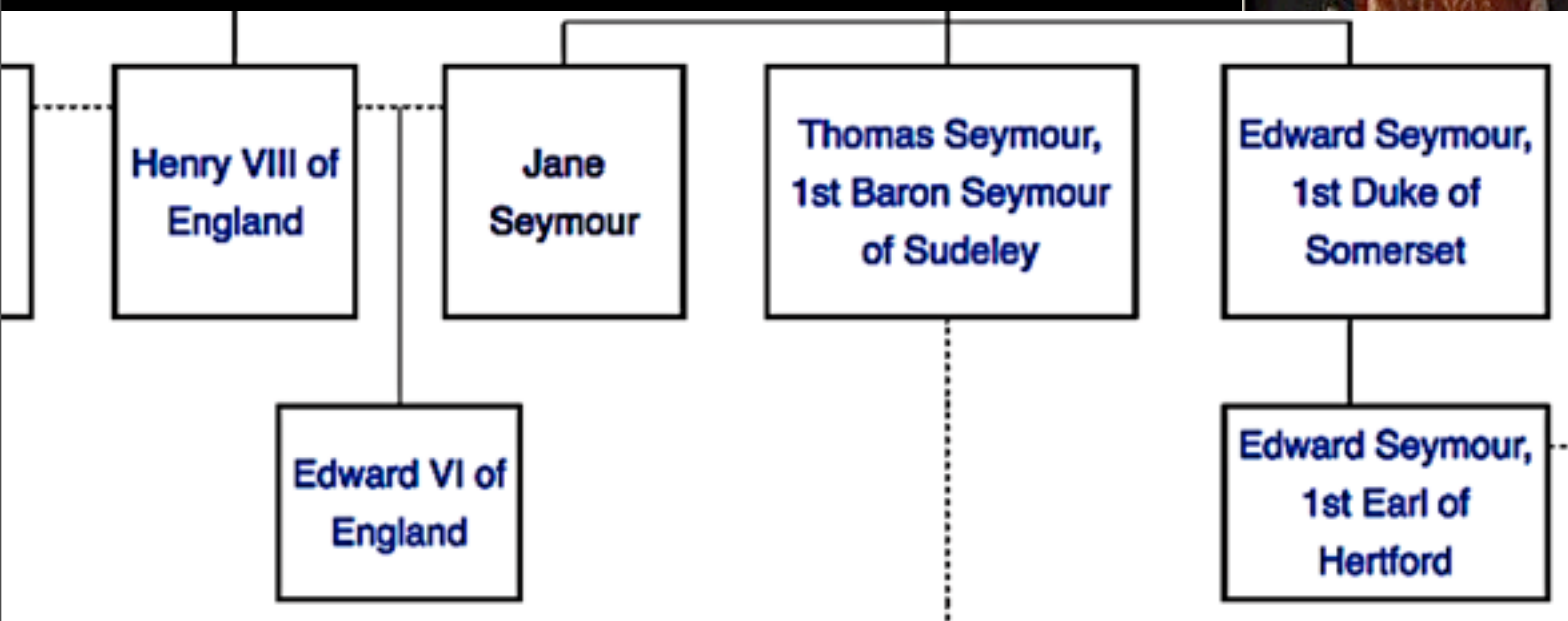 Henry VIII of
England
Jane
Seymour
Thomas Seymour,
1st Baron Seymour
of Sudeley
Edward Seymour,
1st Duke of
Somerset
Edward VI of
England
Edward Seymour,
1st Earl of
Hertford